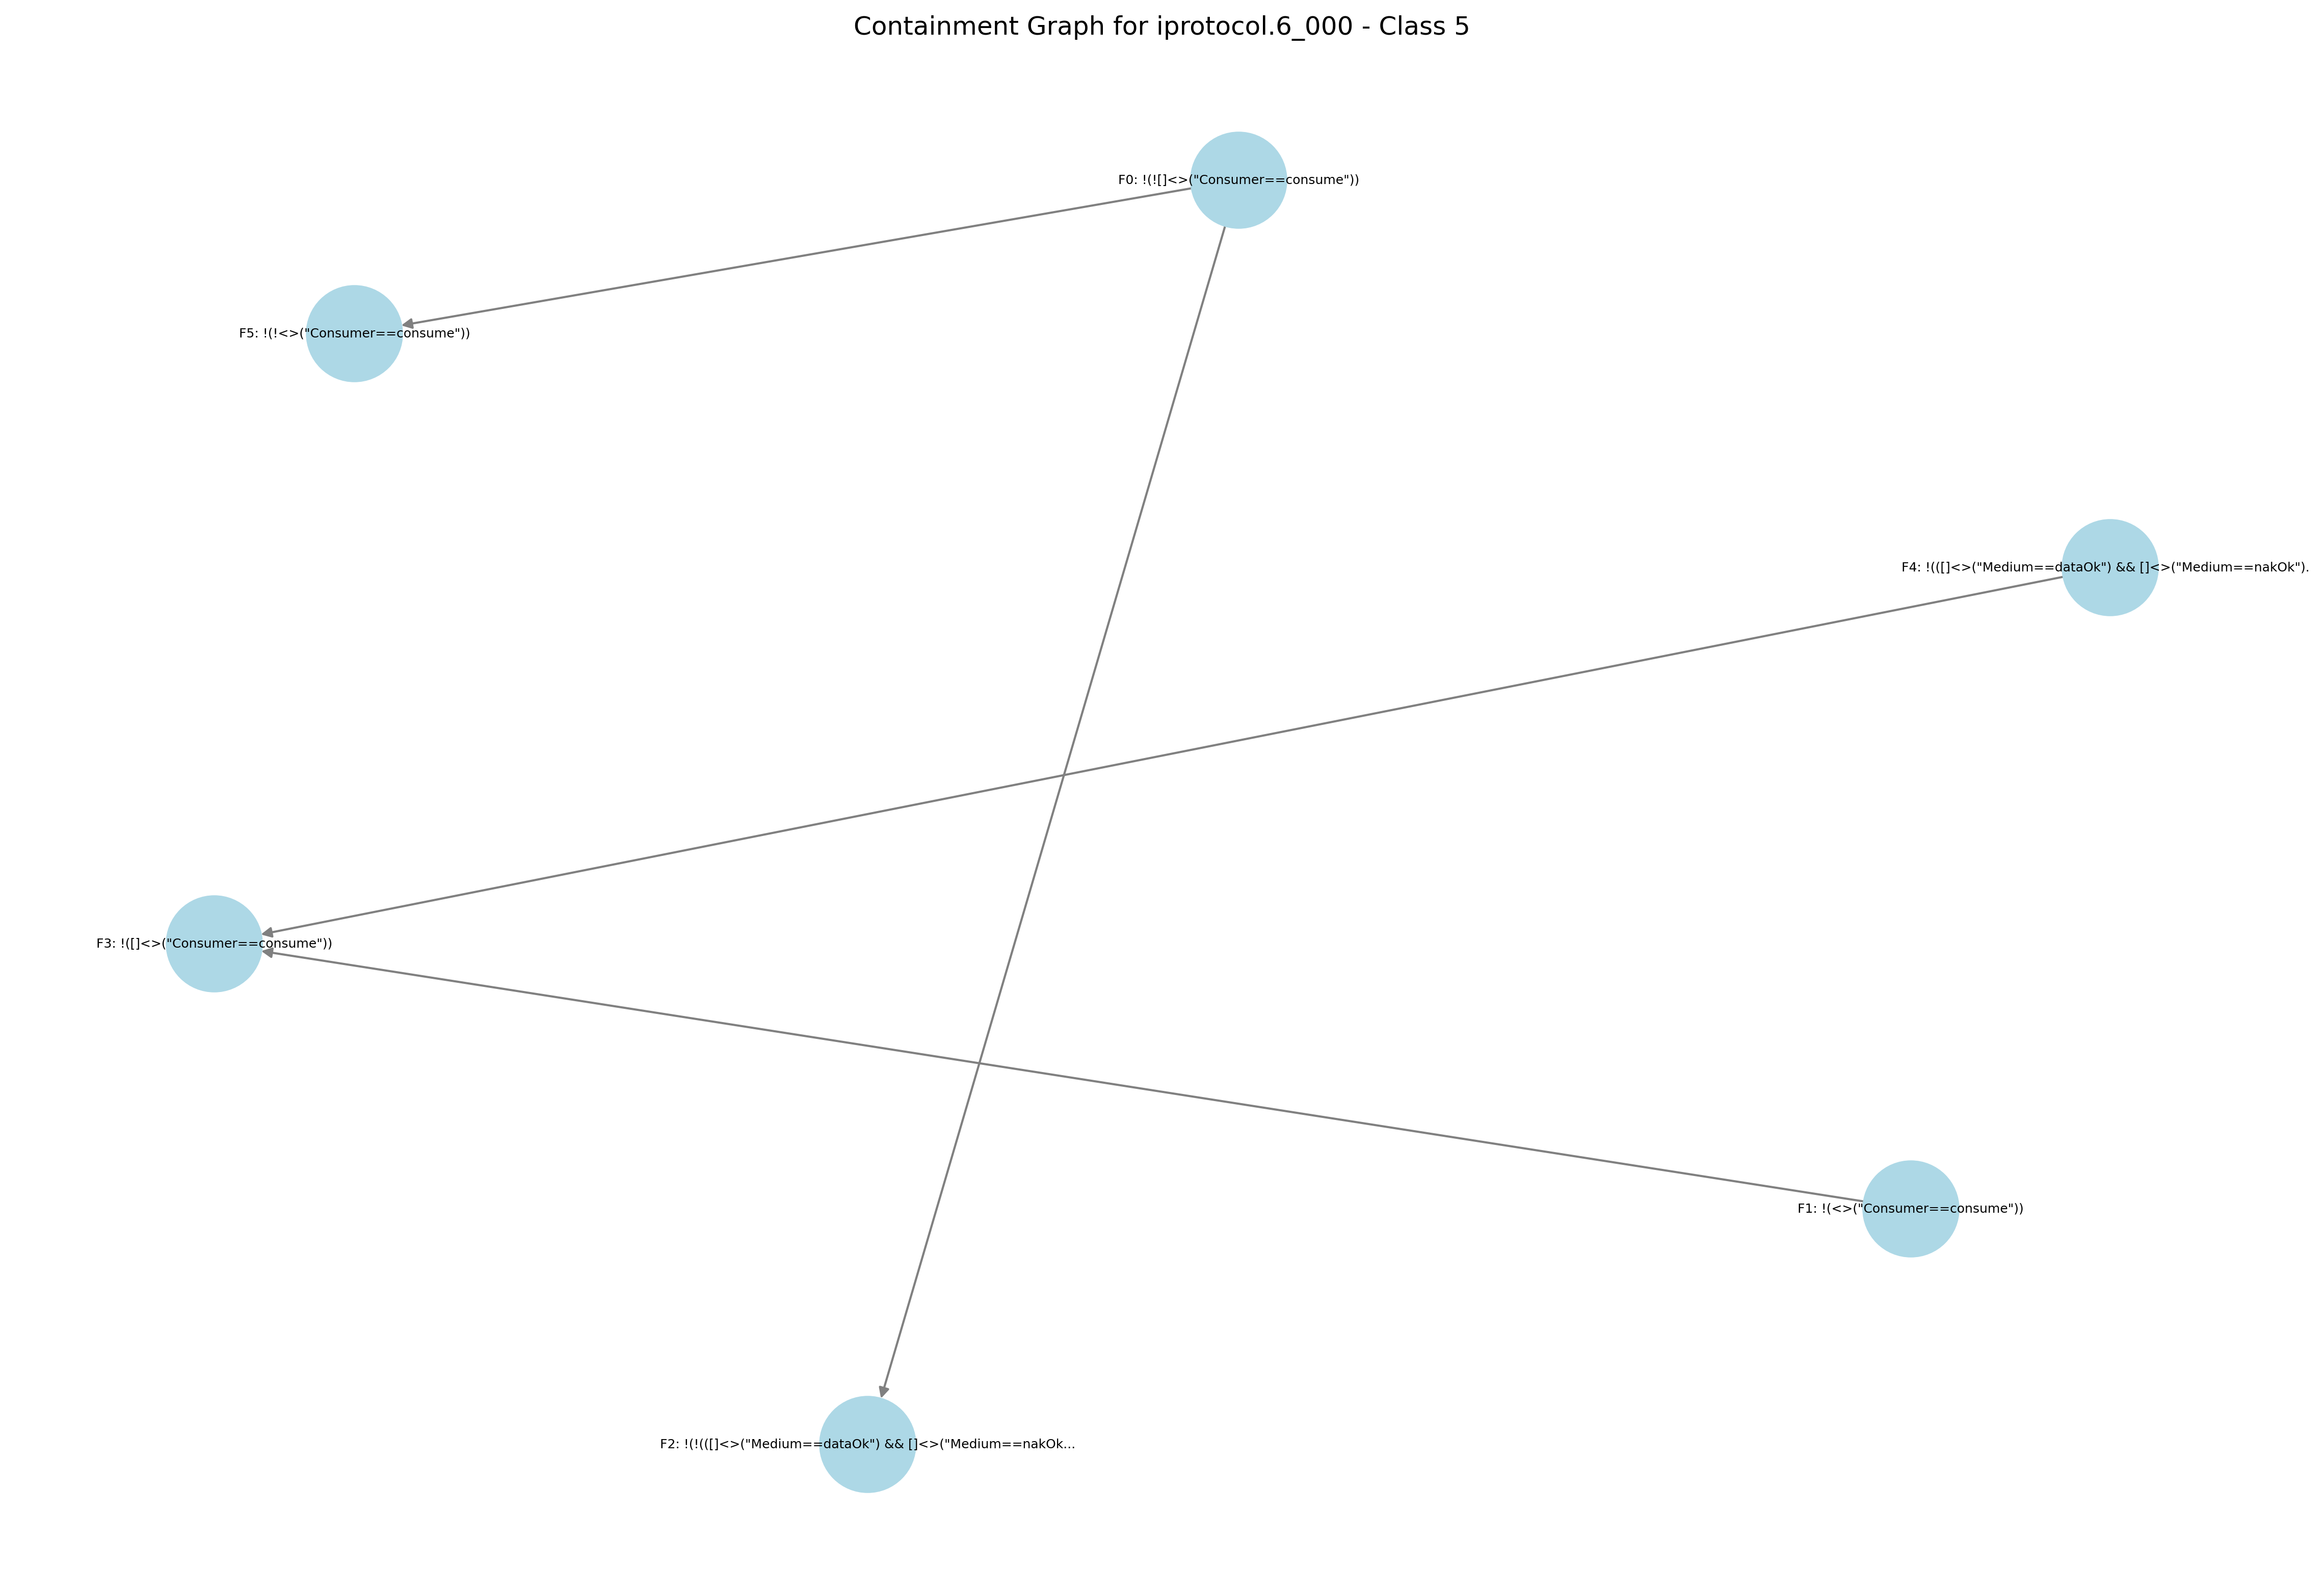 Containment Graph for iprotocol.6_000 - Class 5
F0: !(![]<>("Consumer==consume"))
F5: !(!<>("Consumer==consume"))
F4: !(([]<>("Medium==dataOk") && []<>("Medium==nakOk").
F3: !([]<>("Consumer==consume"))
F1: !(<>("Consumer==consume"))
F2: !(!(([]<>("Medium==dataOk") && []<>("Medium==nakOk...